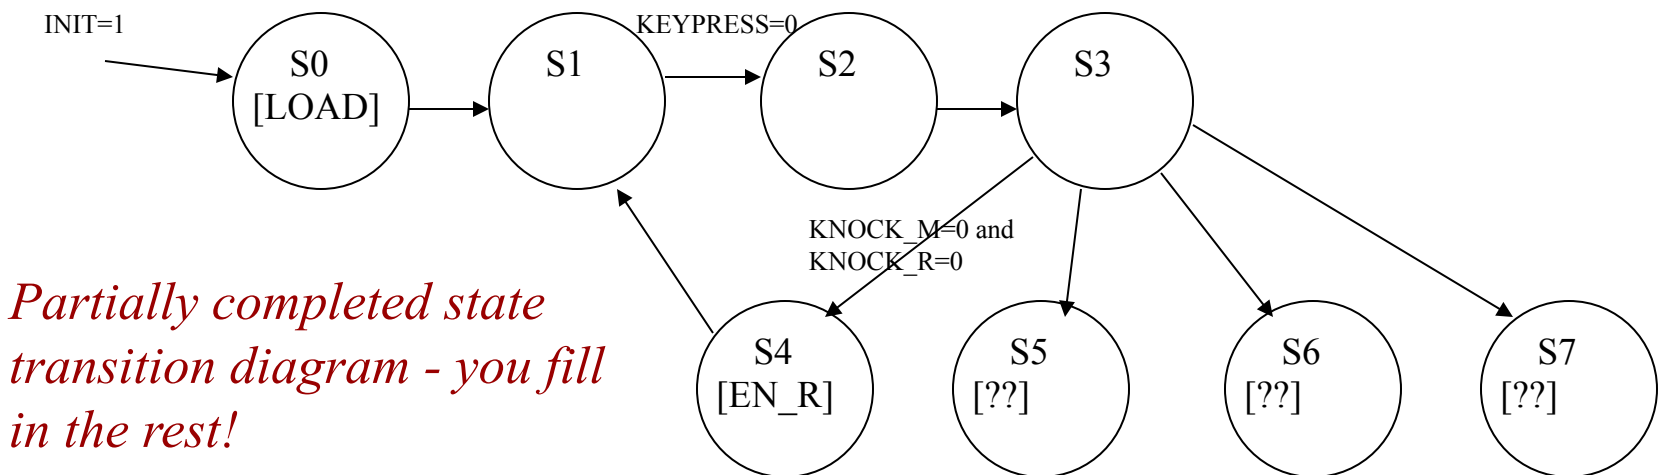 INIT=1
KEYPRESS=0
S0
[LOAD]
S1
S2
S3
KNOCK_M=0 and
KNOCK_R=0
Partially completed state
transition diagram - you fill
in the rest!
S4
[EN_R]
S5
[??]
S6
[??]
S7
[??]